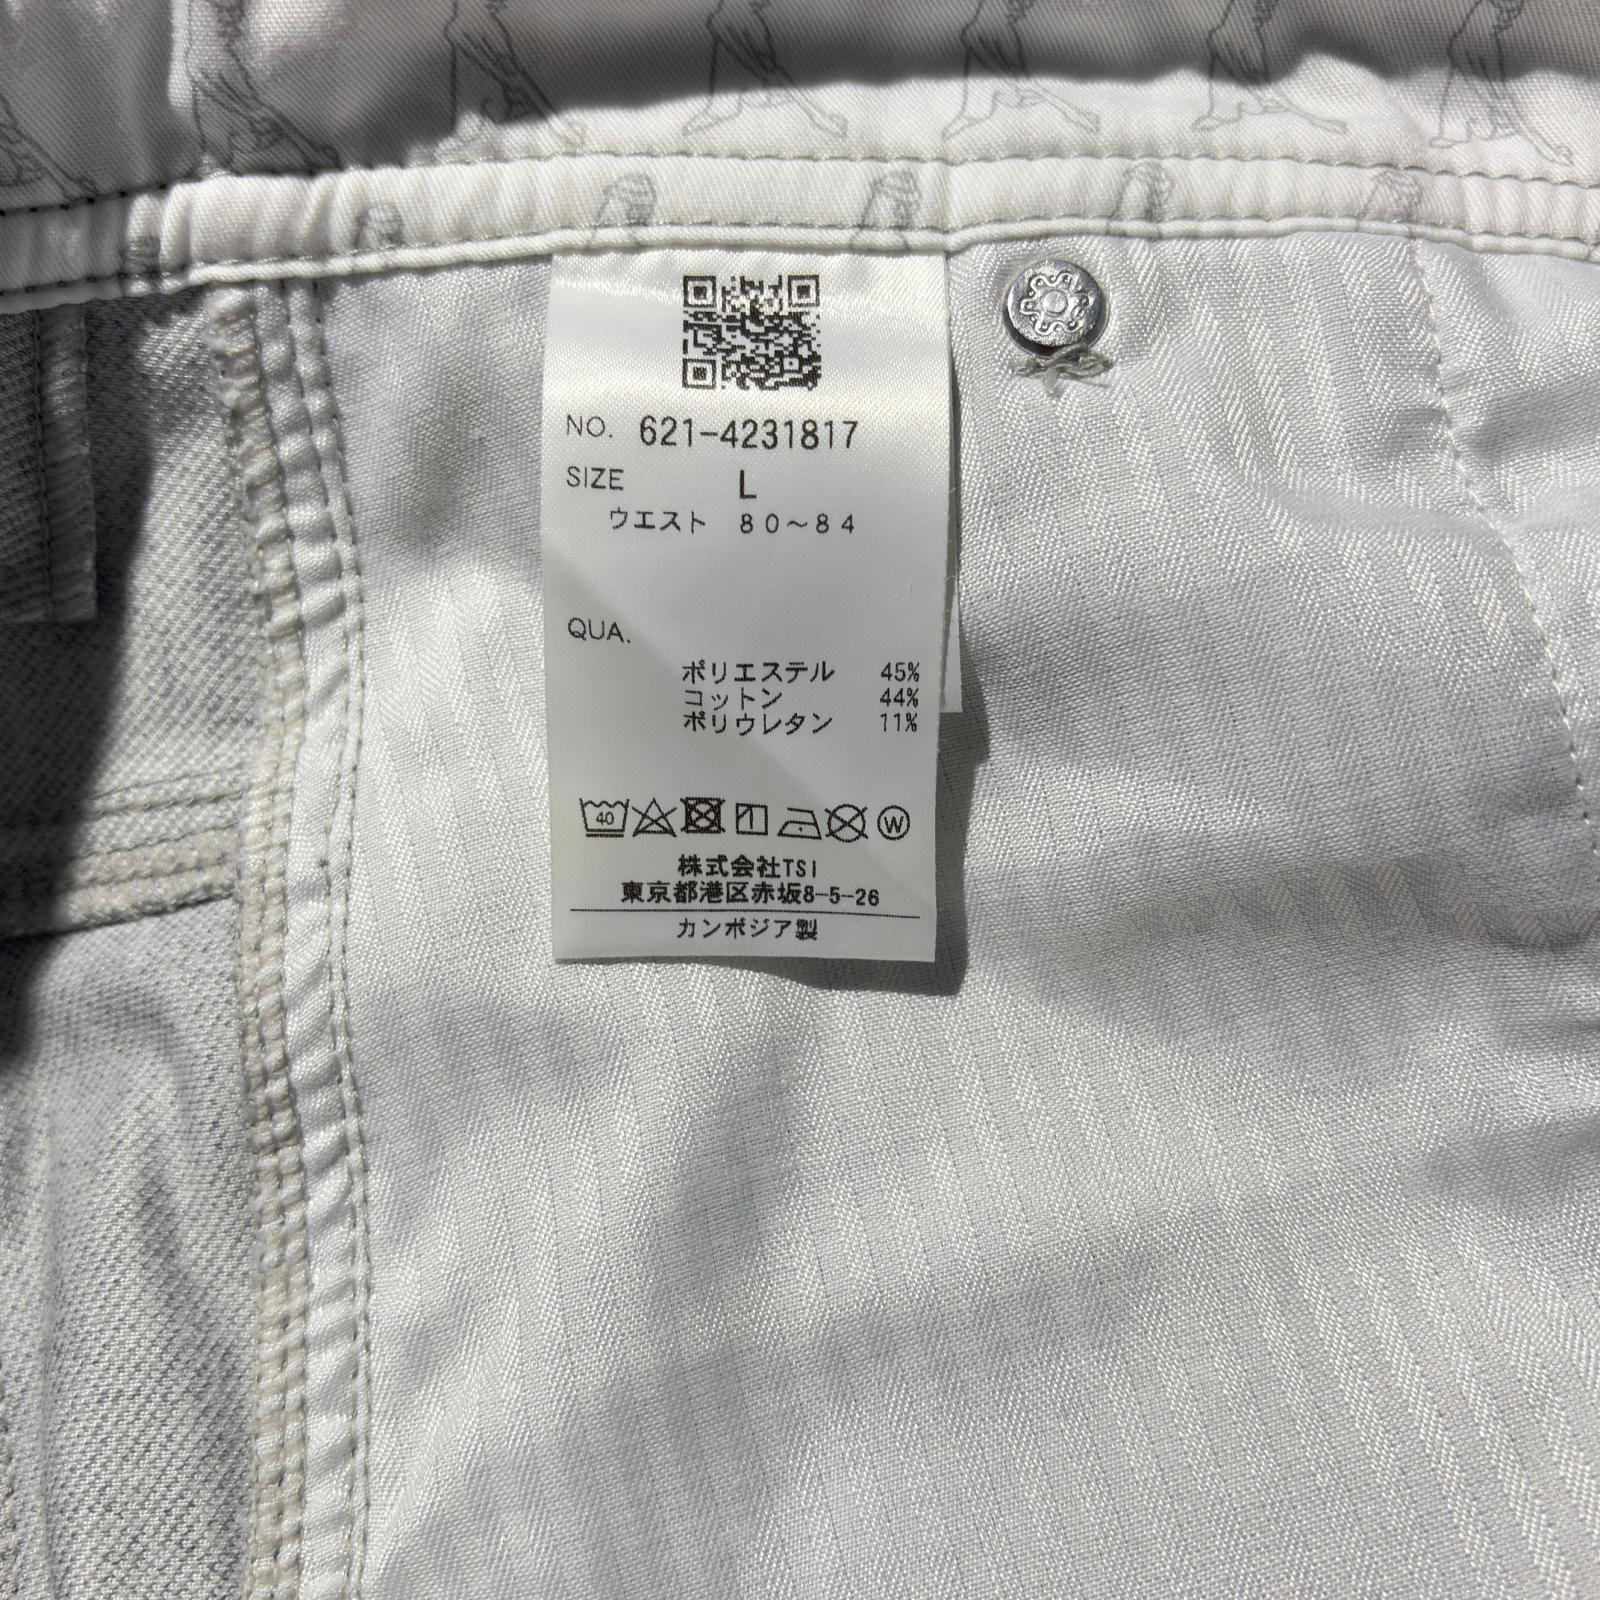 NO. 621-4231817
SIZE L
ウエスト 80~84
QUA.
ポリエステル 45%
コットン 44%
ポリウレタン 11%
40 W
株式会社TSI
東京都港区赤坂8-5-26
カンボジア製